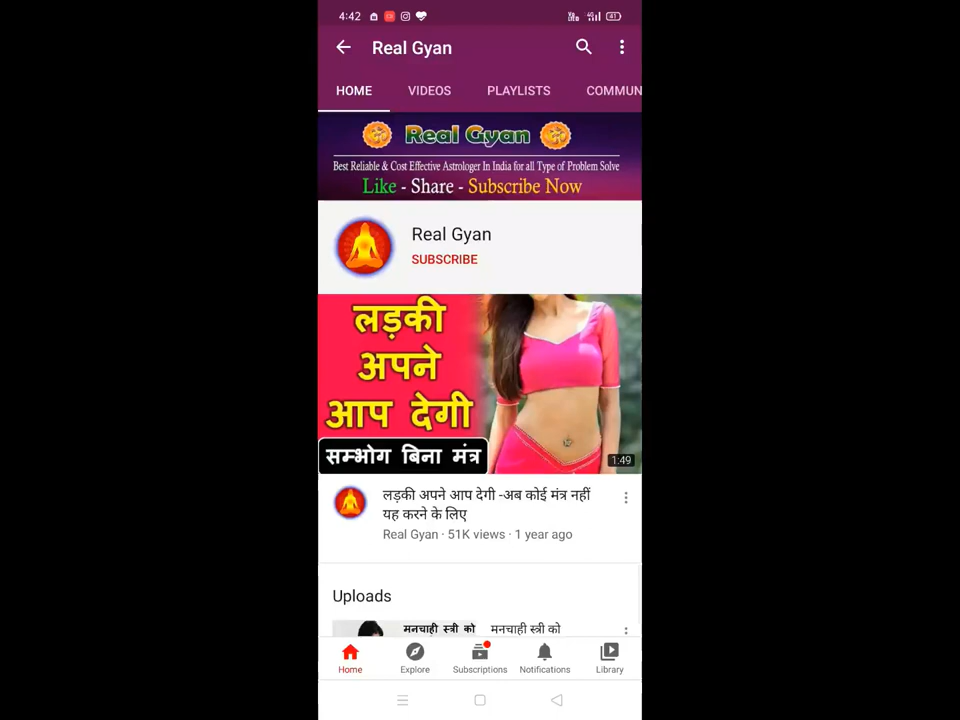 4:42
41
Real Gyan
HOME VIDEOS PLAYLISTS COMMUN
Real Gyan
Best Reliable & Cost Effective Astrologer In India for all Type of Problem Solve
Like - Share - Subscribe Now
Real Gyan
SUBSCRIBE
लड़की
अपने
आप देगी
सम्भोग बिना मंत्र
1:49
लड़की अपने आप देगी -अब कोई मंत्र नहीं
यह करने के लिए
Real Gyan · 51K views · 1 year ago
Uploads
मनचाही स्त्री को
मनचाही स्त्री को
Home Explore Subscriptions Notifications Library